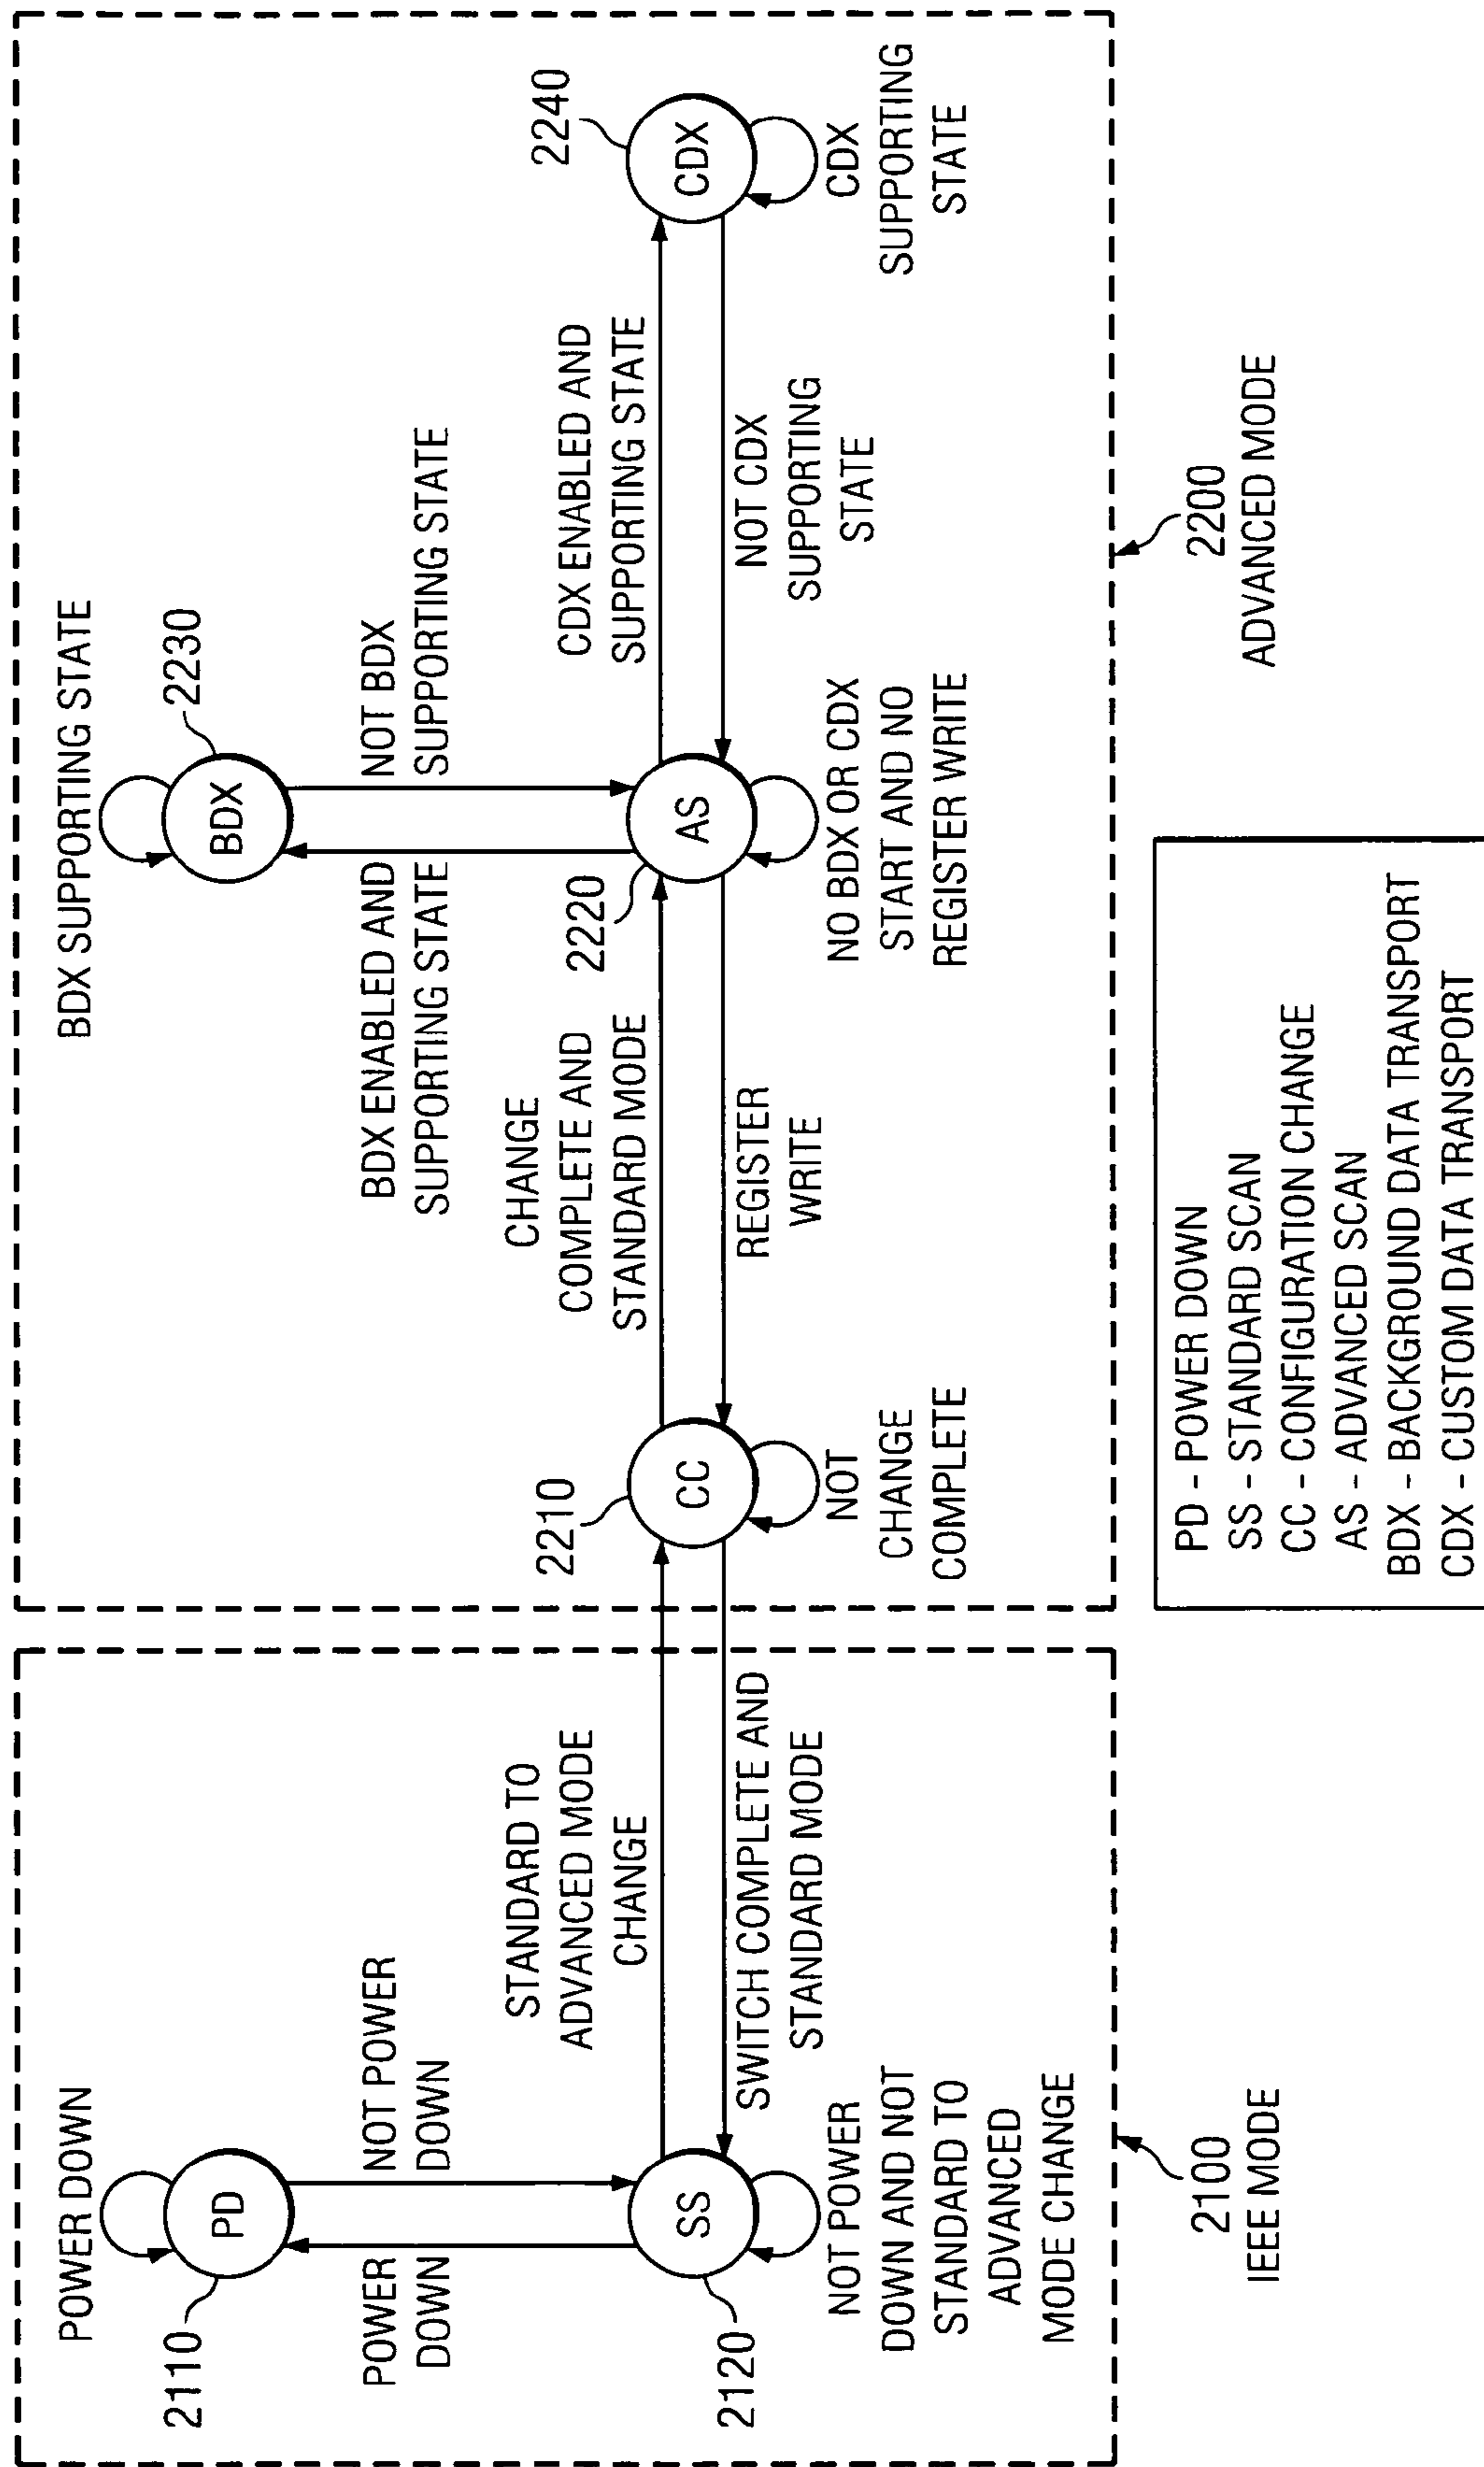 POWER DOWN
2110
PD
POWER
DOWN
NOT POWER
DOWN
2120
SS
NOT POWER
DOWN AND NOT
STANDARD TO
ADVANCED
MODE CHANGE
STANDARD TO
ADVANCED MODE
CHANGE
SWITCH COMPLETE AND
STANDARD MODE
2100
IEEE MODE
BDX SUPPORTING STATE
2230
BDX
BDX ENABLED AND
SUPPORTING STATE
NOT BDX
SUPPORTING STATE
2210
CC
NOT
CHANGE
COMPLETE
CHANGE
COMPLETE AND
STANDARD MODE
REGISTER
WRITE
2220
AS
NO BDX OR CDX
START AND NO
REGISTER WRITE
CDX ENABLED AND
SUPPORTING STATE
NOT CDX
SUPPORTING
STATE
2240
CDX
CDX
SUPPORTING
STATE
2200
ADVANCED MODE
PD - POWER DOWN
SS - STANDARD SCAN
CC - CONFIGURATION CHANGE
AS - ADVANCED SCAN
BDX - BACKGROUND DATA TRANSPORT
CDX - CUSTOM DATA TRANSPORT